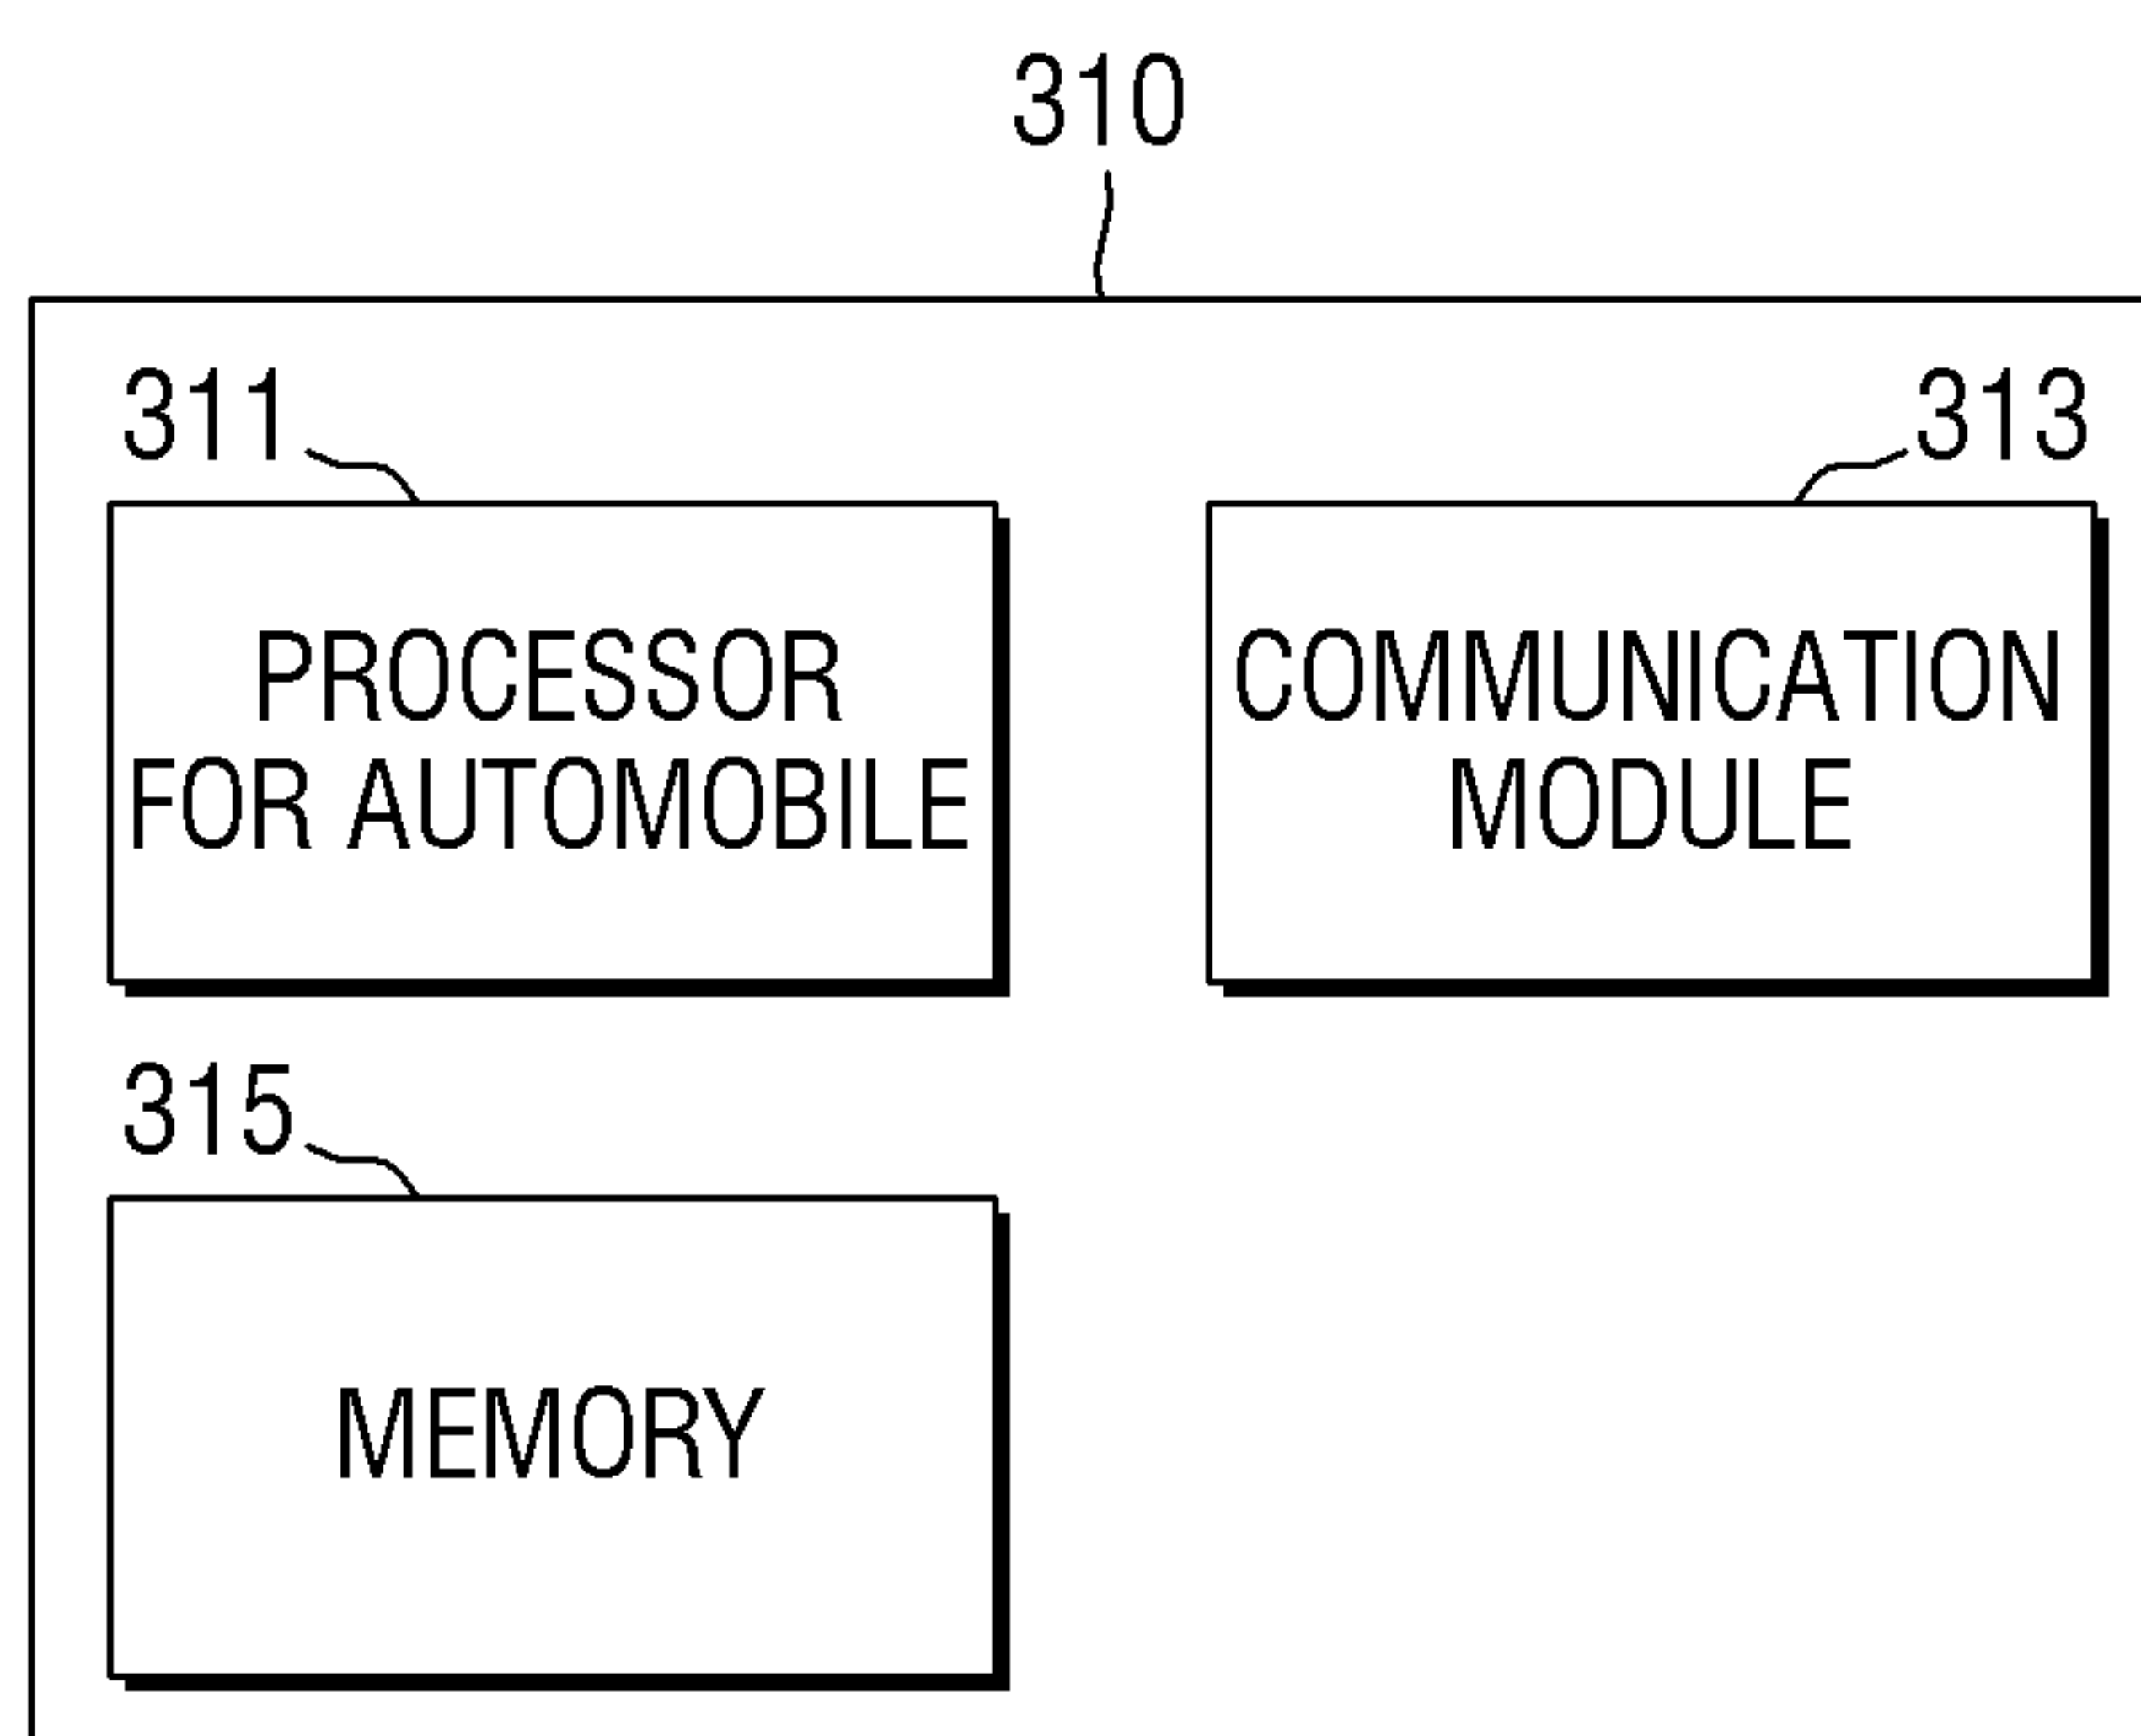 310
311
313
PROCESSOR
FOR AUTOMOBILE
COMMUNICATION
MODULE
315
MEMORY